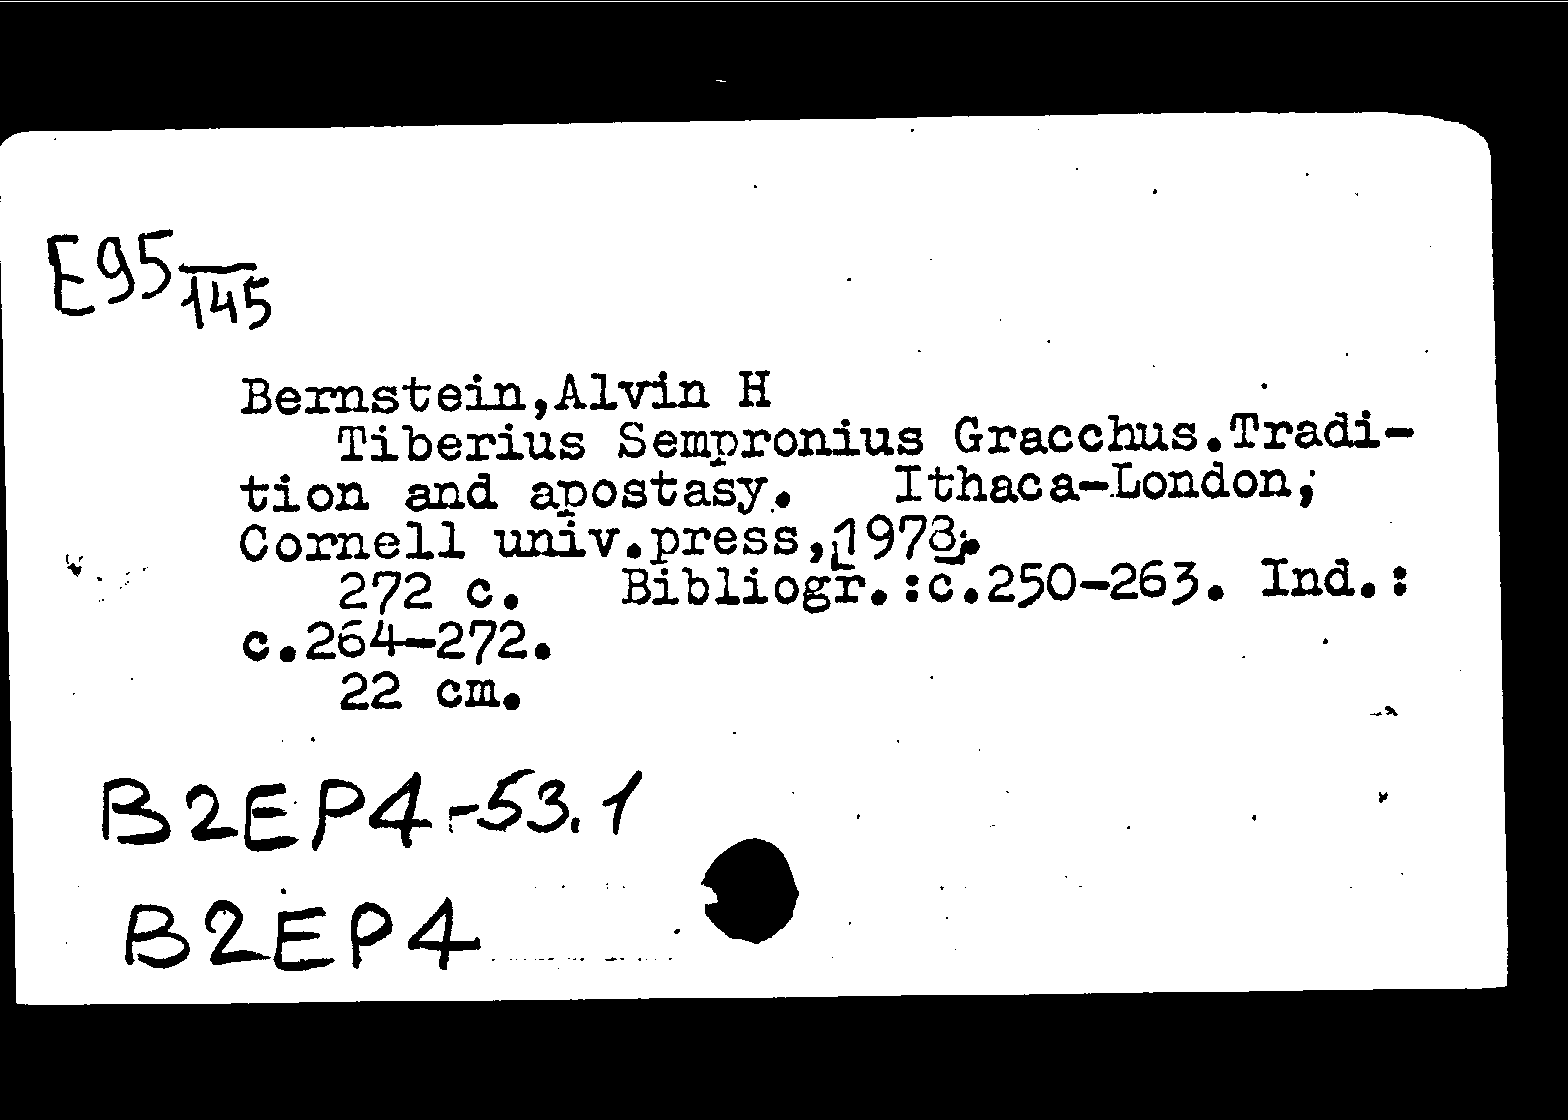 E95/145
Bernstein,Alvin H
Tiberius Sempronius Gracchus.Tradi-
tion and apostasy. Ithaca-London,
Cornell univ.press,1978.
272 c. Bibliogr.:c.250-263. Ind.:
c.264-272.
22 cm.
B2EP4-53.1
B2EP4